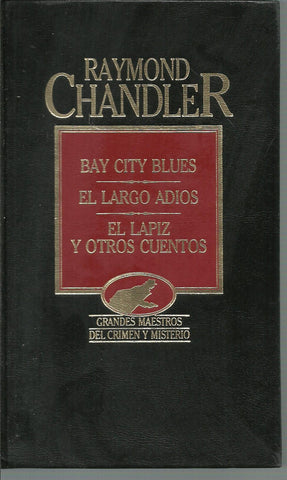 RAYMOND
CHANDLER
BAY CITY BLUES
EL LARGO ADIOS
EL LAPIZ
Y OTROS CUENTOS
GRANDES MAESTROS
DEL CRIMEN Y MISTERIO